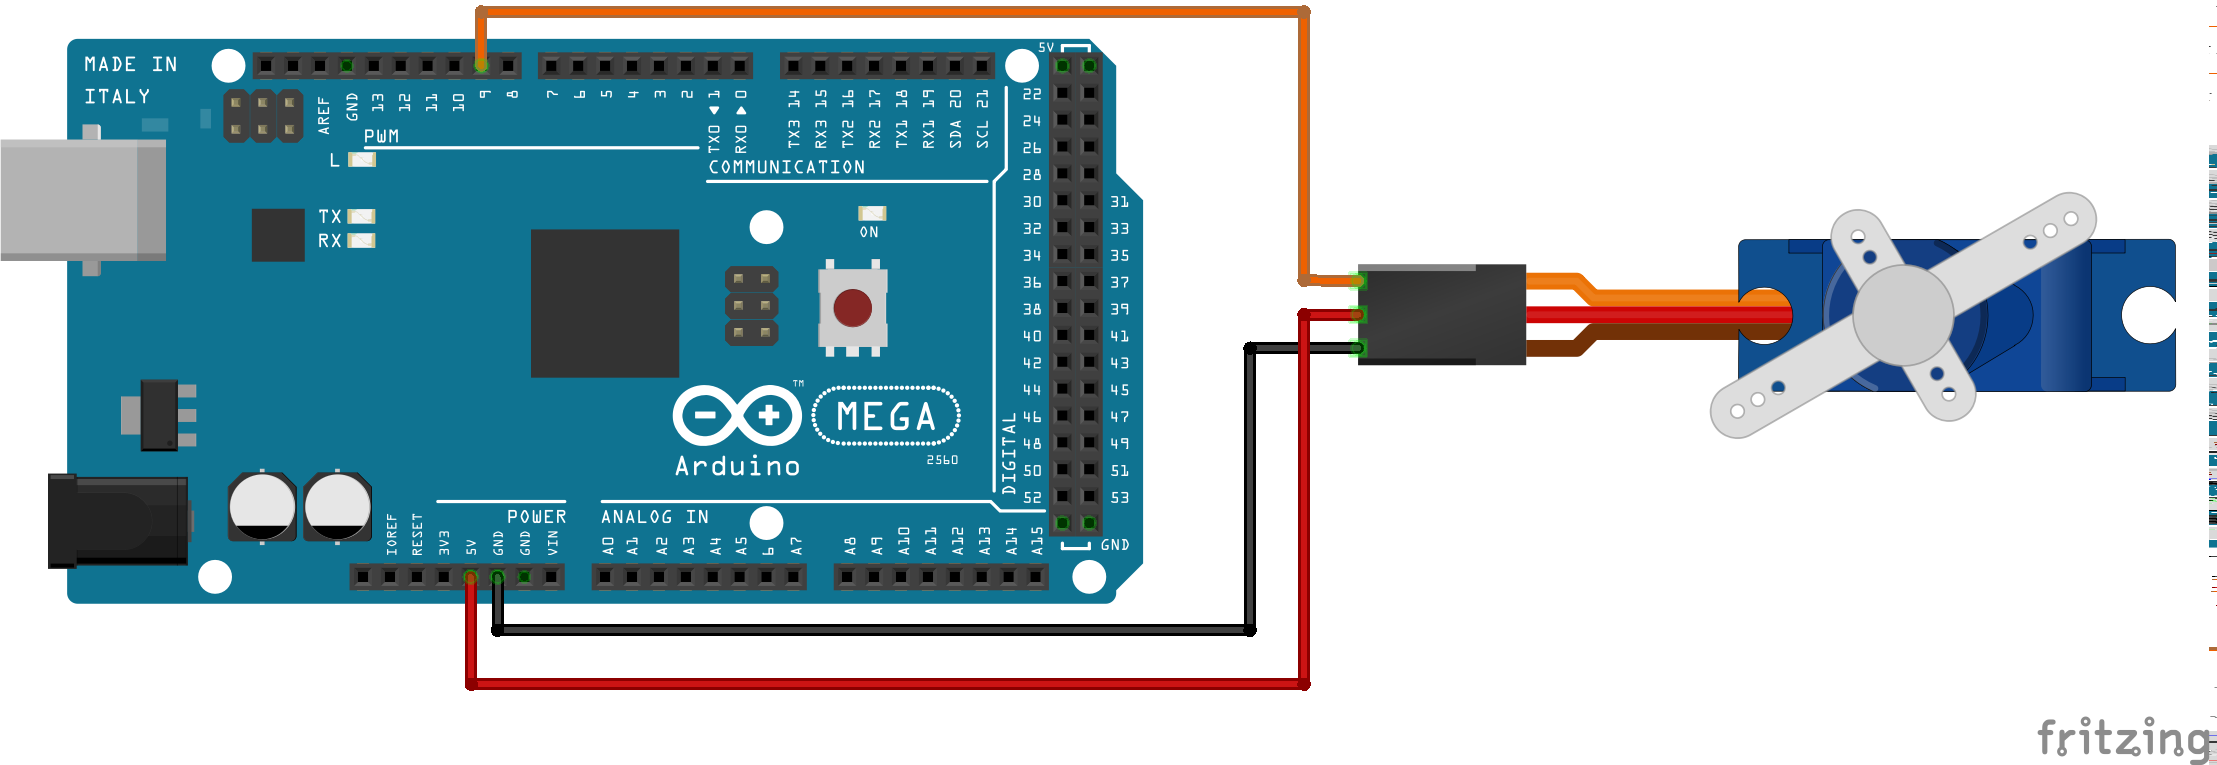 MADE IN
ITALY
AREF
GND
13
12
11
10
9
8
7
6
5
4
3
2
TX0 ◀ 1
RX0 ▶ 0
TX3 14
RX3 15
TX2 16
RX2 17
TX1 18
RX1 19
SDA 20
SCL 21
5V
PWM
L
COMMUNICATION
TX
RX
ON
22
24
26
28
30 31
32 33
34 35
36 37
38 39
40 41
42 43
44 45
46 47
48 49
50 51
52 53
GND
DIGITAL
TM
MEGA
Arduino
2560
POWER
ANALOG IN
IOREF
RESET
3V3
5V
GND
GND
VIN
A0
A1
A2
A3
A4
A5
6
A7
A8
A9
A10
A11
A12
A13
A14
A15
fritzing